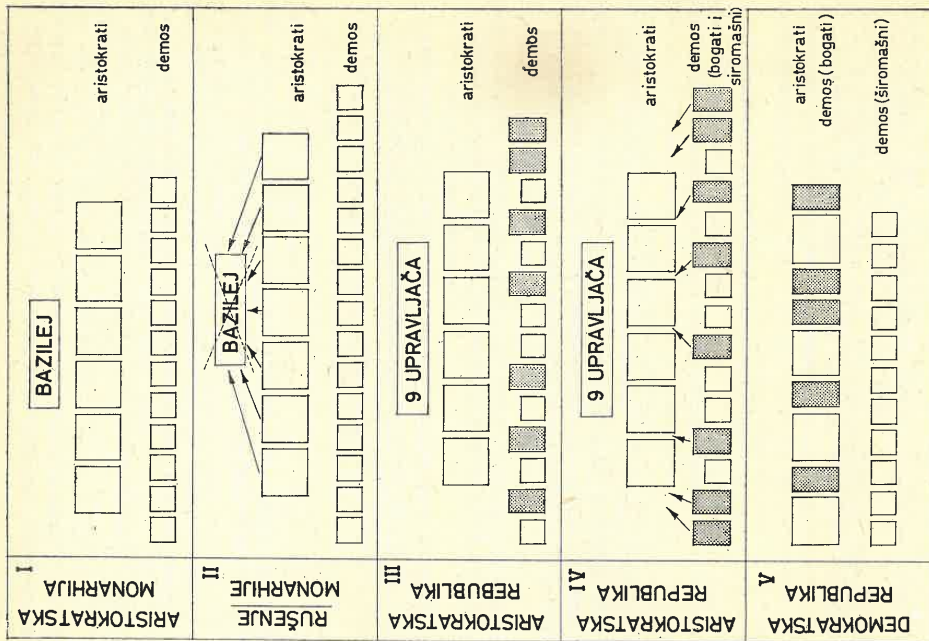 I
ARISTOKRATSKA
MONARHIJA
BAZILEJ
aristokrati
demos
II
RUŠENJE
MONARHIJE
BAZILEJ
aristokrati
demos
III
ARISTOKRATSKA
REBUBLIKA
9 UPRAVLJAČA
aristokrati
demos
IV
ARISTOKRATSKA
REPUBLIKA
9 UPRAVLJAČA
aristokrati
demos
(bogati i
siromašni)
V
DEMOKRATSKA
REPUBLIKA
aristokrati
demos (bogati)
demos (siromašni)